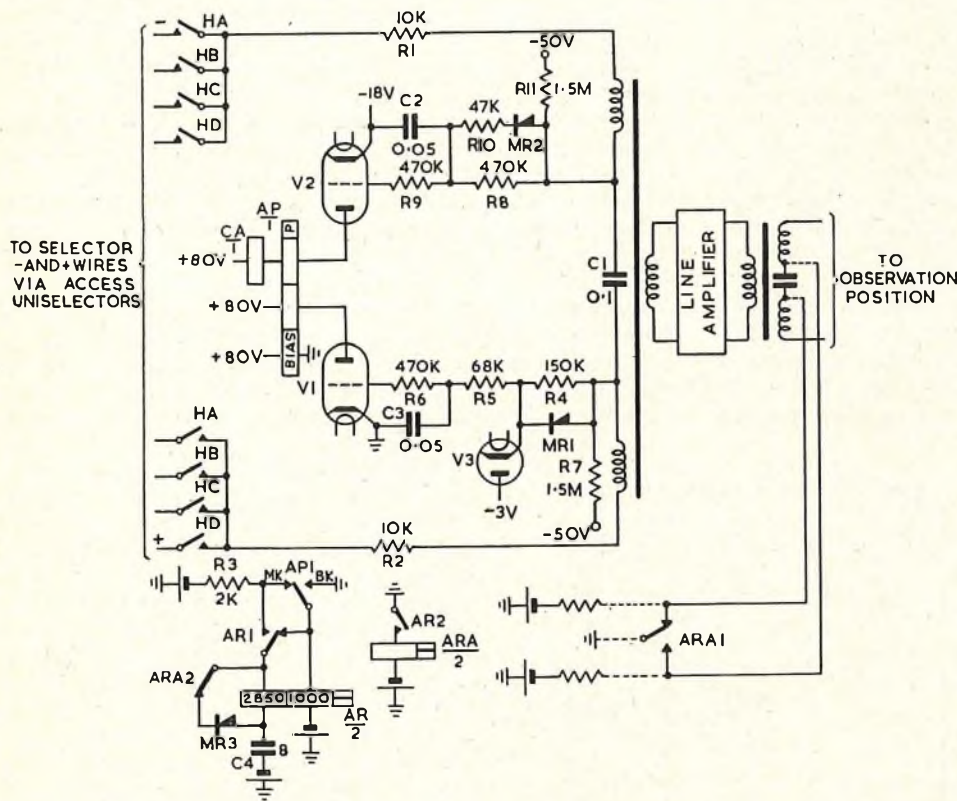 − HA
HB
HC
HD
10K
R1
-50V
R11
1·5M
-18V
C2
0·05
47K
R10
MR2
V2
470K
R9
470K
R8
AP
1
P
CA
1
+80V
TO SELECTOR
-AND+WIRES
VIA ACCESS
UNISELECTORS
+80V
+80V
BIAS
V1
C1
0·1
LINE
AMPLIFIER
TO
OBSERVATION
POSITION
470K
R6
68K
R5
150K
R4
C3
0·05
MR1
V3
-3V
R7
1·5M
-50V
HA
HB
HC
HD
+
10K
R2
R3
2K
MK
AP1
BK
AR1
ARA2
2850
1000
AR
2
MR3
C4
8
AR2
ARA
2
ARA1